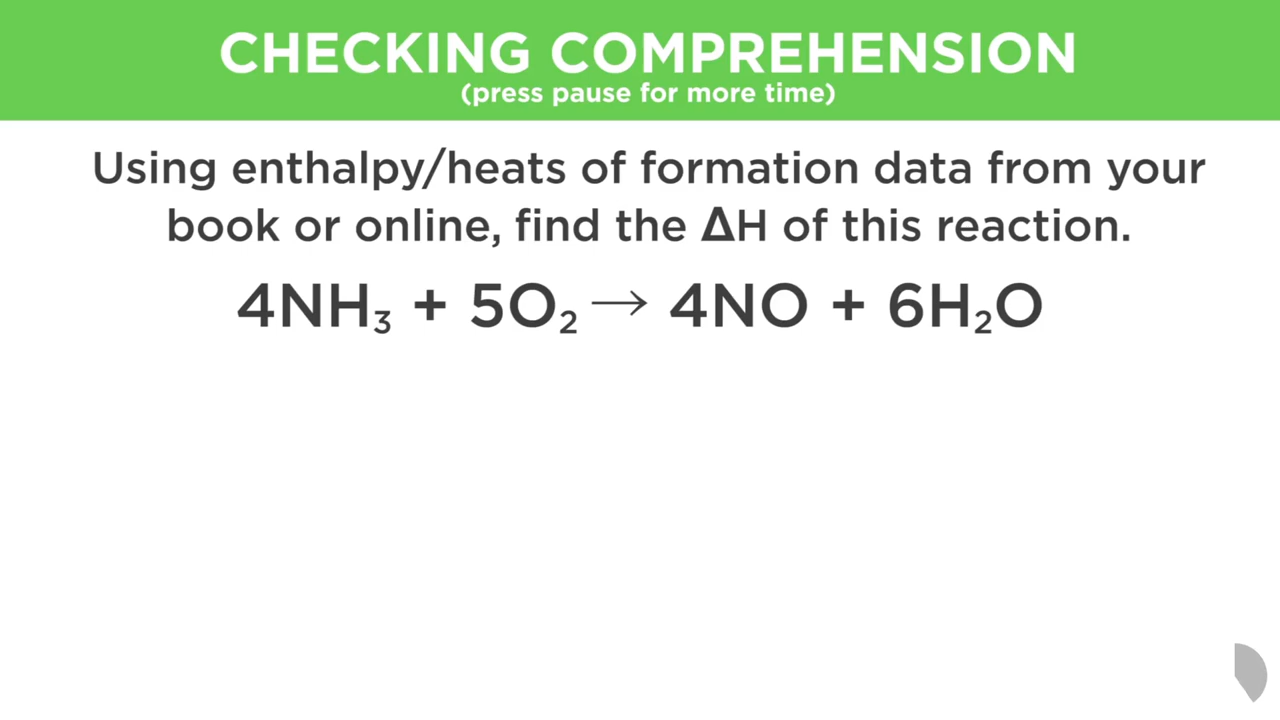 CHECKING COMPREHENSION
(press pause for more time)
Using enthalpy/heats of formation data from your
book or online, find the ΔH of this reaction.
4NH₃ + 5O₂ → 4NO + 6H₂O